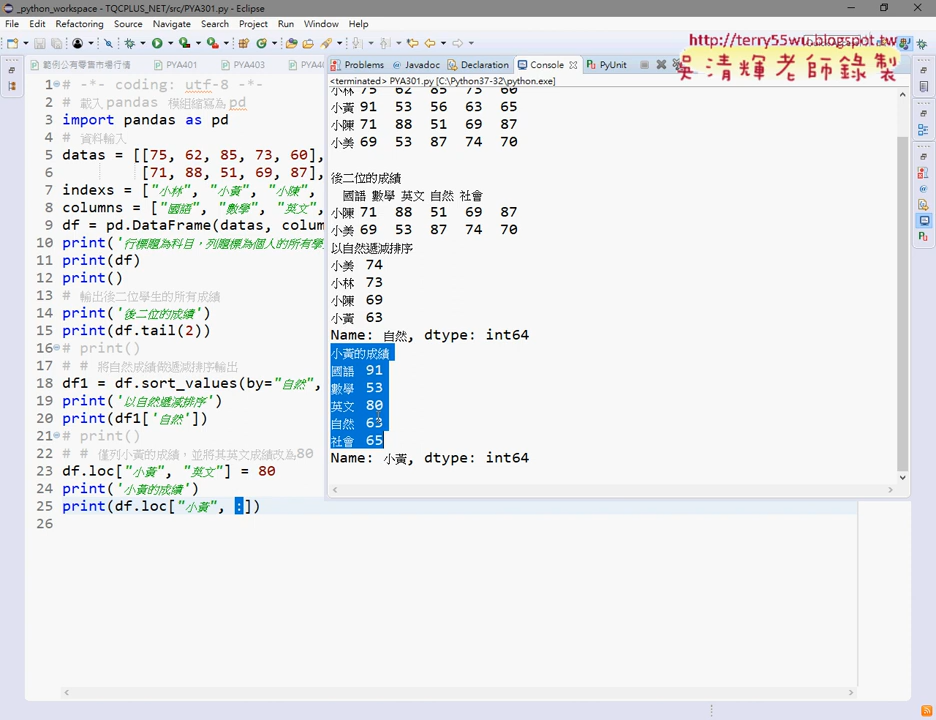 _python_workspace - TQCPLUS_NET/src/PYA301.py - Eclipse
File Edit Refactoring Source Navigate Search Project Run Window Help
http://terry55wu.blogspot.tw
吳清輝老師錄製
範例公有零售市場行情 PYA401 PYA403
Problems Javadoc Declaration Console PyUnit
<terminated> PYA301.py [C:\Python37-32\python.exe]
1 # -*- coding: utf-8 -*-
2 # 載入pandas 模組縮寫為pd
3 import pandas as pd
4 # 資料輸入
5 datas = [[75, 62, 85, 73, 60],
6 [71, 88, 51, 69, 87],
7 indexs = ["小林", "小黃", "小陳",
8 columns = ["國語", "數學", "英文",
9 df = pd.DataFrame(datas, colum
10 print('行標題為科目，列題標為個人的所有學
11 print(df)
12 print()
13 # 輸出後二位學生的所有成績
14 print('後二位的成績')
15 print(df.tail(2))
16 # print()
17 # # 將自然成績做遞減排序輸出
18 df1 = df.sort_values(by="自然",
19 print('以自然遞減排序')
20 print(df1['自然'])
21 # print()
22 # # 僅列小黃的成績，並將其英文成績改為80
23 df.loc["小黃", "英文"] = 80
24 print('小黃的成績')
25 print(df.loc["小黃", :])
26
小林 75 62 85 73 60
小黃 91 53 56 63 65
小陳 71 88 51 69 87
小美 69 53 87 74 70
後二位的成績
國語 數學 英文 自然 社會
小陳 71 88 51 69 87
小美 69 53 87 74 70
以自然遞減排序
小美 74
小林 73
小陳 69
小黃 63
Name: 自然, dtype: int64
小黃的成績
國語 91
數學 53
英文 80
自然 63
社會 65
Name: 小黃, dtype: int64